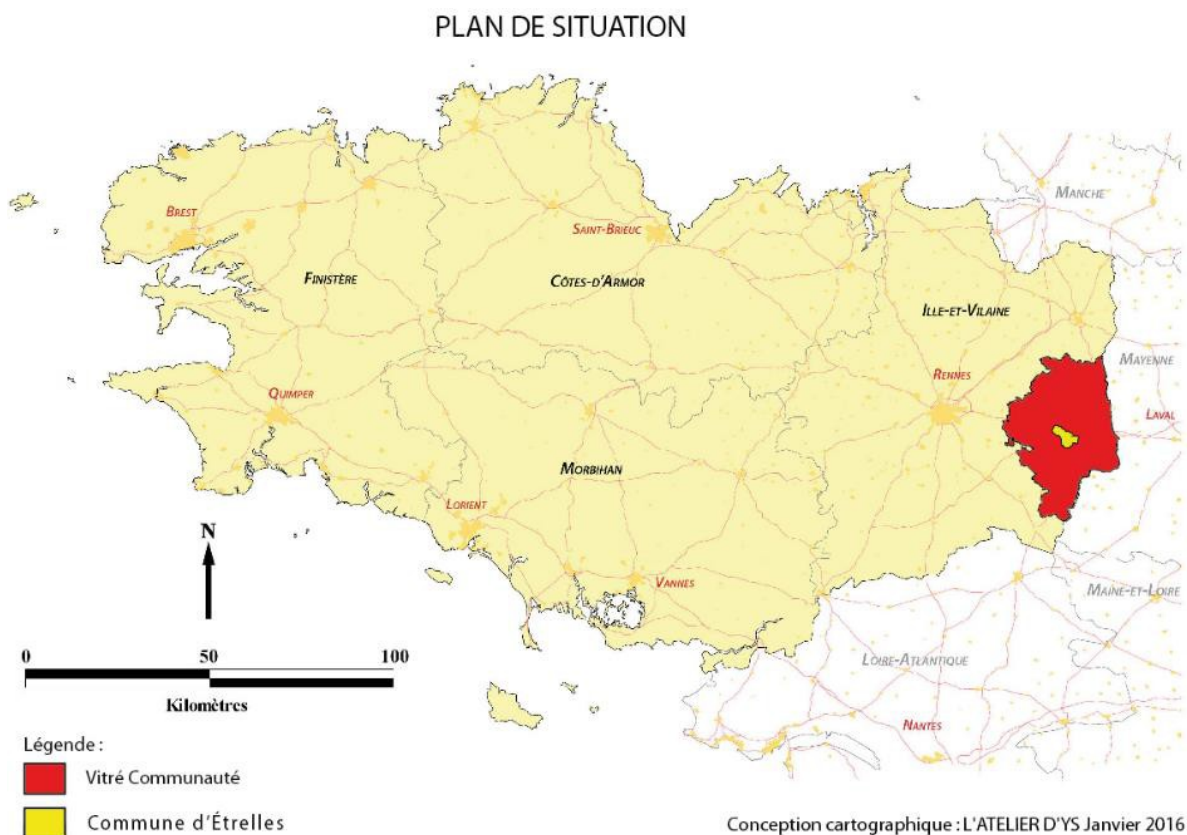 PLAN DE SITUATION
MANCHE
BREST
SAINT-BRIEUC
FINISTÈRE
CÔTES-D'ARMOR
ILLE-ET-VILAINE
MAYENNE
RENNES
QUIMPER
LAVAL
MORBIHAN
LORIENT
N
VANNES
MAINE-ET-LOIRE
LOIRE-ATLANTIQUE
0 50 100
Kilomètres
NANTES
Légende :
Vitré Communauté
Commune d'Étrelles
Conception cartographique : L'ATELIER D'YS Janvier 2016